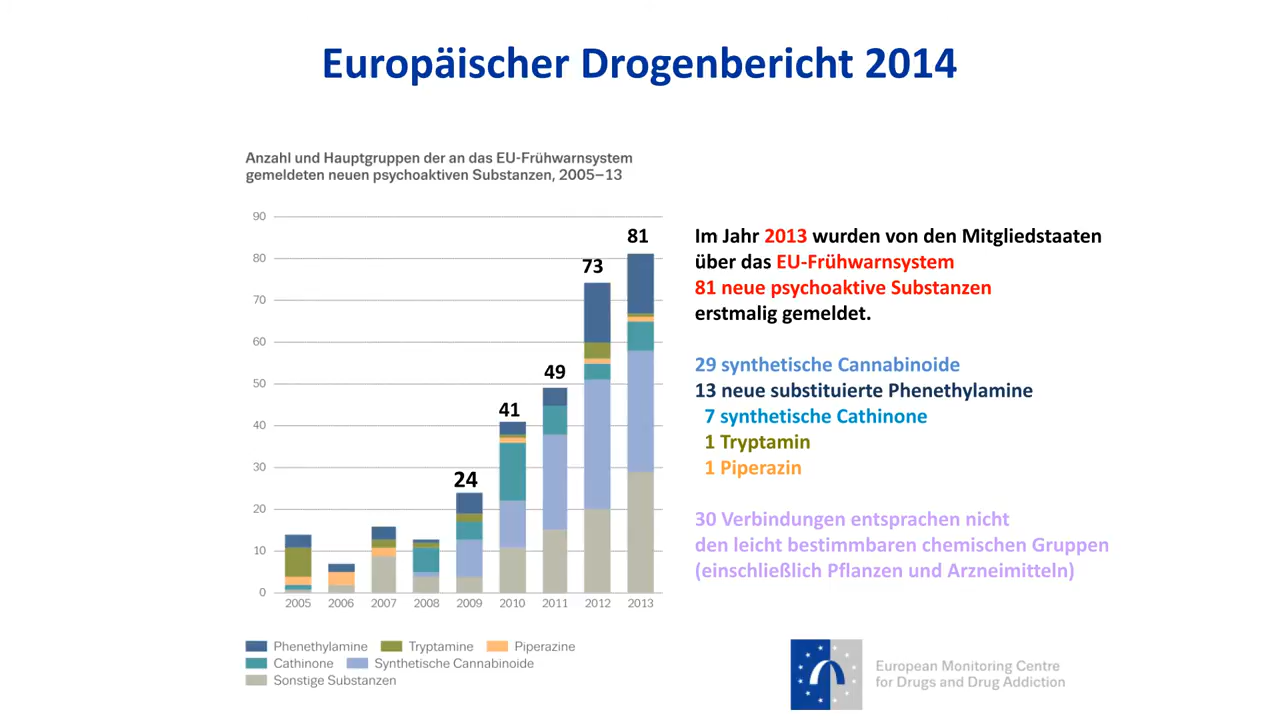 Europäischer Drogenbericht 2014
Anzahl und Hauptgruppen der an das EU-Frühwarnsystem
gemeldeten neuen psychoaktiven Substanzen, 2005–13
90
80
70
60
50
40
30
20
10
0
24
41
49
73
81
2005 2006 2007 2008 2009 2010 2011 2012 2013
Phenethylamine Tryptamine Piperazine
Cathinone Synthetische Cannabinoide
Sonstige Substanzen
Im Jahr 2013 wurden von den Mitgliedstaaten
über das EU-Frühwarnsystem
81 neue psychoaktive Substanzen
erstmalig gemeldet.
29 synthetische Cannabinoide
13 neue substituierte Phenethylamine
7 synthetische Cathinone
1 Tryptamin
1 Piperazin
30 Verbindungen entsprachen nicht
den leicht bestimmbaren chemischen Gruppen
(einschließlich Pflanzen und Arzneimitteln)
European Monitoring Centre
for Drugs and Drug Addiction